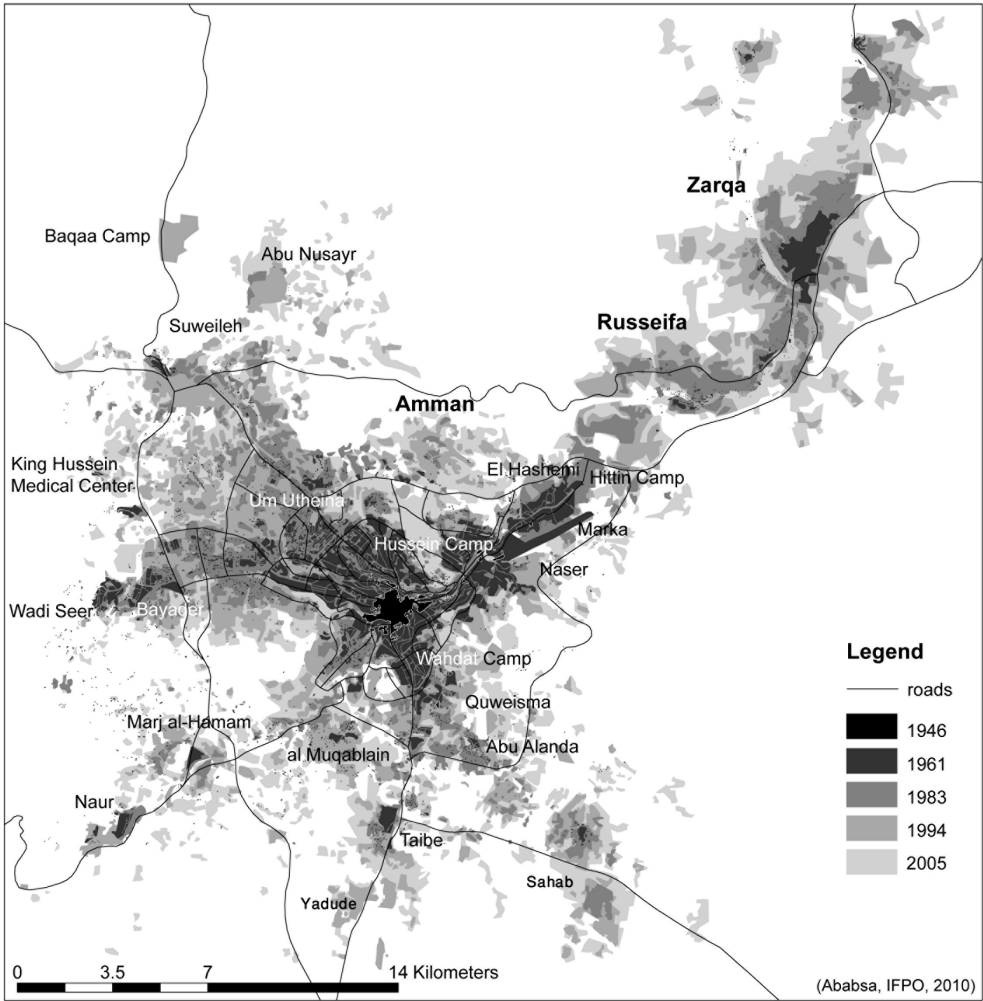 Zarqa
Baqaa Camp
Abu Nusayr
Suweileh
Russeifa
Amman
King Hussein
Medical Center
El Hashemi
Hittin Camp
Um Utheina
Marka
Hussein Camp
Naser
Wadi Seer
Bayader
Wahdat Camp
Quweisma
Marj al-Hamam
al Muqablain
Abu Alanda
Naur
Taibe
Sahab
Yadude
Legend
roads
1946
1961
1983
1994
2005
0 3.5 7 14 Kilometers
(Ababsa, IFPO, 2010)